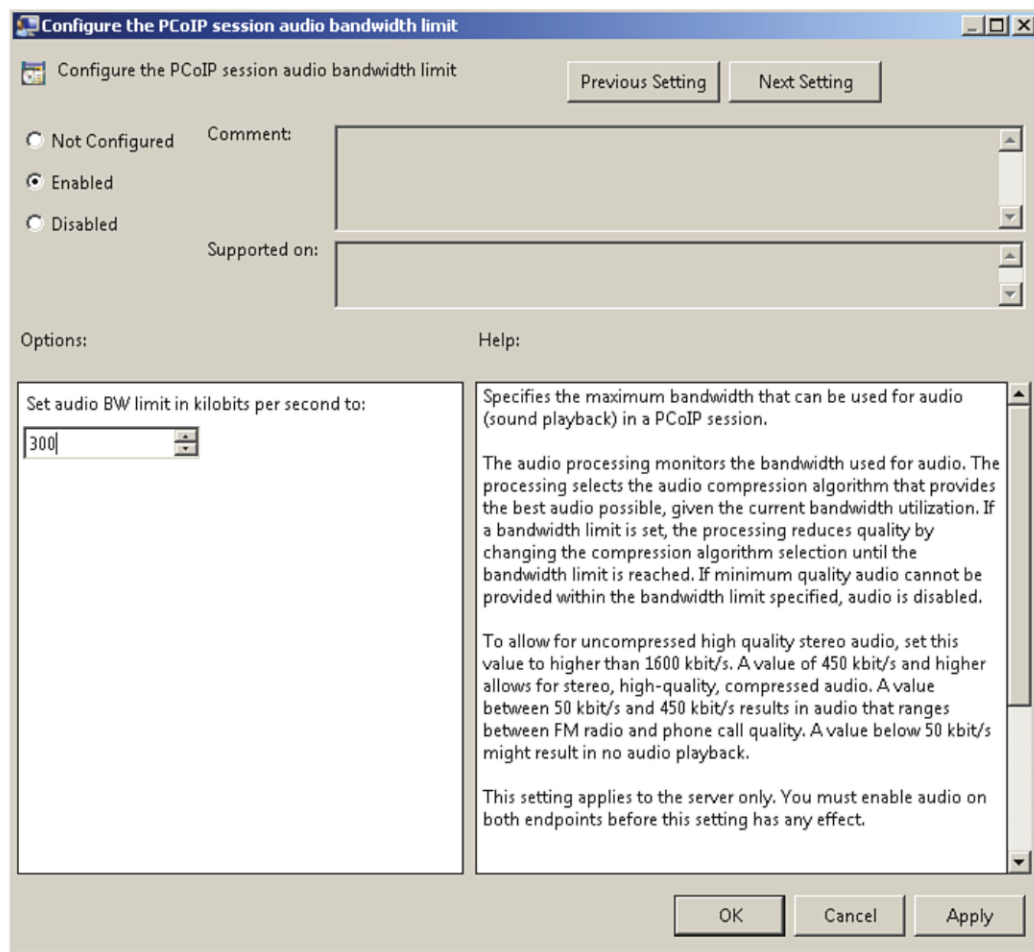 Configure the PCoIP session audio bandwidth limit
Configure the PCoIP session audio bandwidth limit
Previous Setting
Next Setting
Not Configured
Enabled
Disabled
Comment:
Supported on:
Options:
Help:
Set audio BW limit in kilobits per second to:
300
Specifies the maximum bandwidth that can be used for audio
(sound playback) in a PCoIP session.
The audio processing monitors the bandwidth used for audio. The
processing selects the audio compression algorithm that provides
the best audio possible, given the current bandwidth utilization. If
a bandwidth limit is set, the processing reduces quality by
changing the compression algorithm selection until the
bandwidth limit is reached. If minimum quality audio cannot be
provided within the bandwidth limit specified, audio is disabled.
To allow for uncompressed high quality stereo audio, set this
value to higher than 1600 kbit/s. A value of 450 kbit/s and higher
allows for stereo, high-quality, compressed audio. A value
between 50 kbit/s and 450 kbit/s results in audio that ranges
between FM radio and phone call quality. A value below 50 kbit/s
might result in no audio playback.
This setting applies to the server only. You must enable audio on
both endpoints before this setting has any effect.
OK
Cancel
Apply